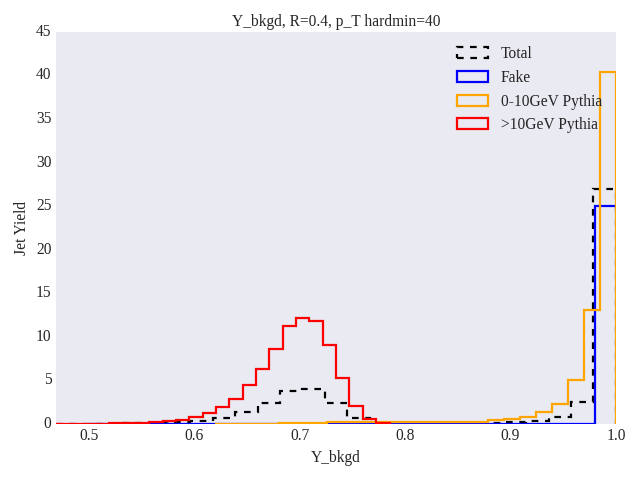 Y_bkgd, R=0.4, p_T hardmin=40
Total
Fake
0-10GeV Pythia
>10GeV Pythia
45
40
35
30
25
20
15
10
5
0
Jet Yield
0.5 0.6 0.7 0.8 0.9 1.0
Y_bkgd